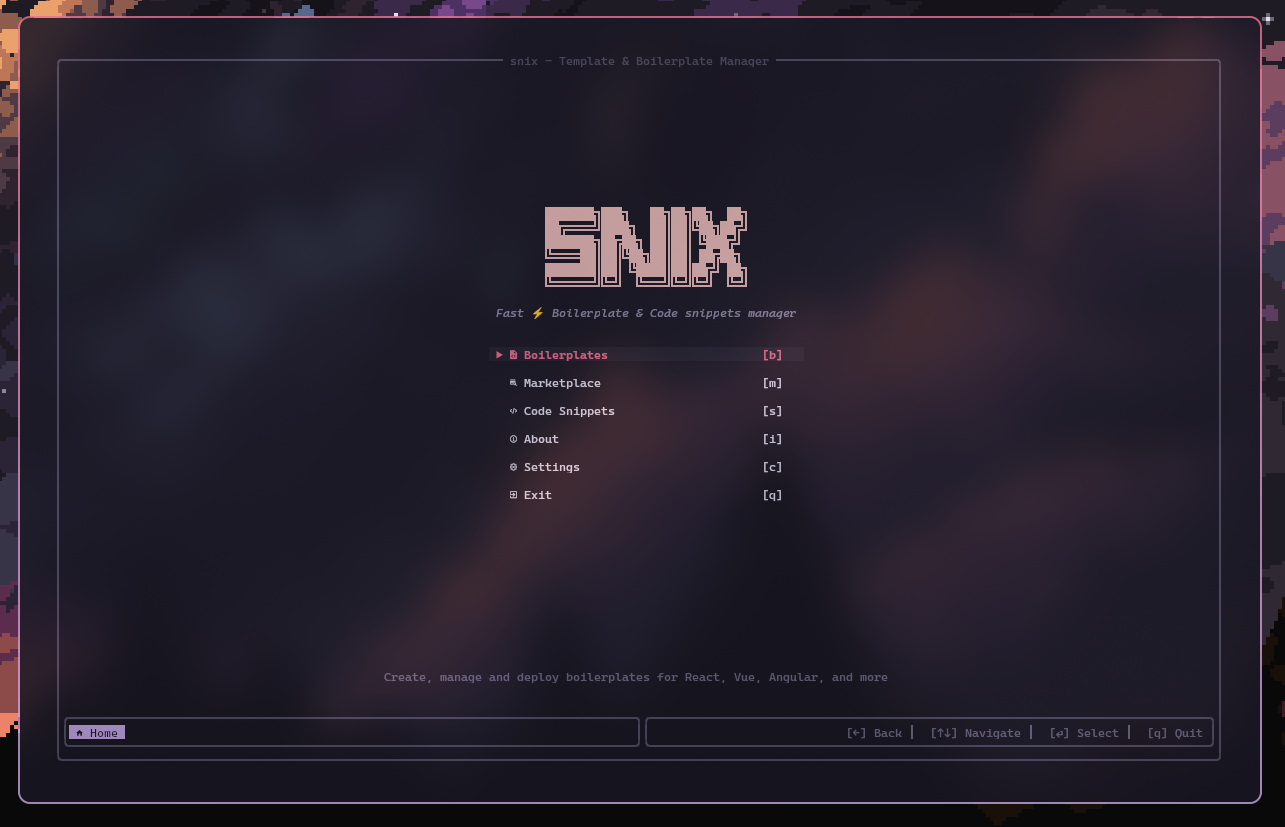 snix – Template & Boilerplate Manager
SNIX
Fast ⚡ Boilerplate & Code snippets manager
▶ Boilerplates [b]
Marketplace [m]
Code Snippets [s]
About [i]
Settings [c]
Exit [q]
Create, manage and deploy boilerplates for React, Vue, Angular, and more
Home [←] Back | [↑↓] Navigate | [↵] Select | [q] Quit